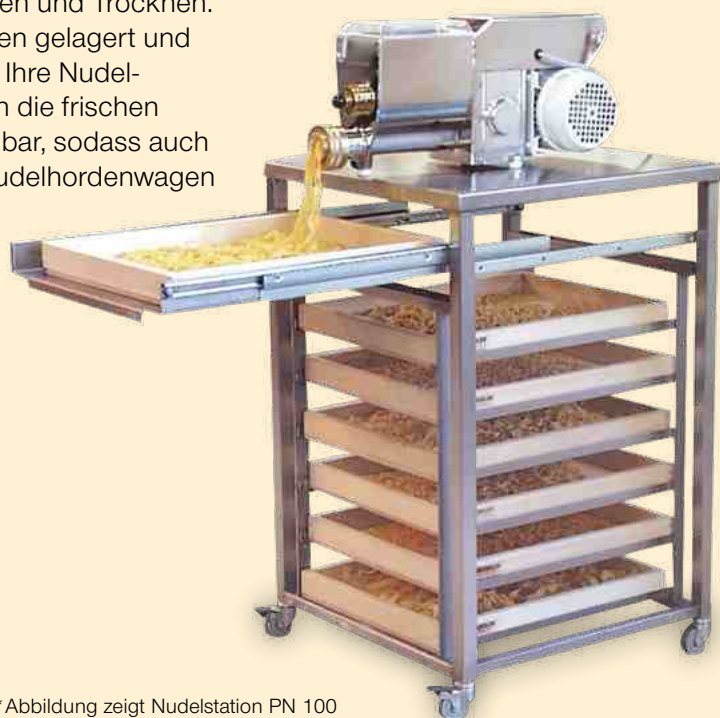 en und Trocknen.
en gelagert und
Ihre Nudel-
n die frischen
bar, sodass auch
udelhordenwagen
*Abbildung zeigt Nudelstation PN 100